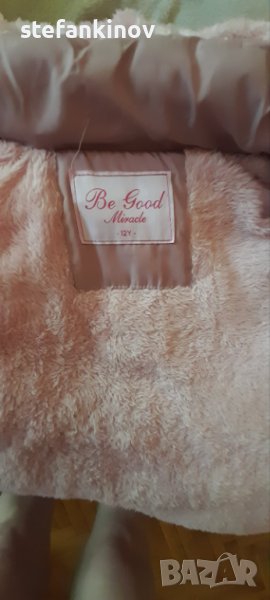 stefankinov
Be Good
Miracle
- 12Y -
BAZAR